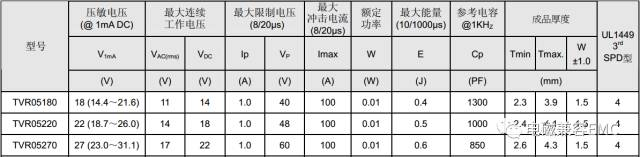 型号 压敏电压 (@ 1mA DC) 最大连续工作电压 最大限制电压 (8/20μs) 最大冲击电流 (8/20μs) 额定功率 最大能量 (10/1000μs) 参考电容 @1KHz 成品厚度 UL1449 3rd SPD型
V1mA VAC(rms) VDC Ip VP Imax W E Cp Tmin Tmax. W ±1.0
(V) (V) (V) (A) (V) (A) (W) (J) (PF) (mm)
TVR05180 18 (14.4~21.6) 11 14 1.0 40 100 0.01 0.4 1300 2.3 3.9 1.5 4
TVR05220 22 (18.7~26.0) 14 18 1.0 48 100 0.01 0.5 1000 2.4 4.1 1.5 4
TVR05270 27 (23.0~31.1) 17 22 1.0 60 100 0.01 0.6 850 2.6 4.3 1.5 4
电磁兼容EMC